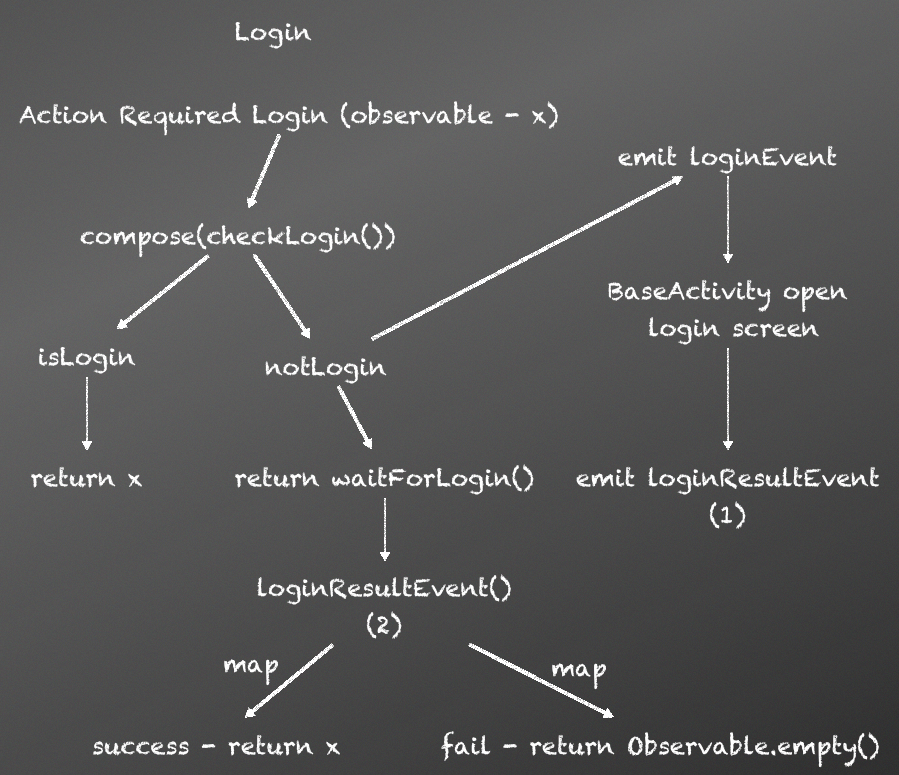 Login
Action Required Login (observable - x)
emit loginEvent
compose(checkLogin())
BaseActivity open
login screen
isLogin
notLogin
return x
return waitForLogin()
emit loginResultEvent
(1)
loginResultEvent()
(2)
map
map
success - return x
fail - return Observable.empty()